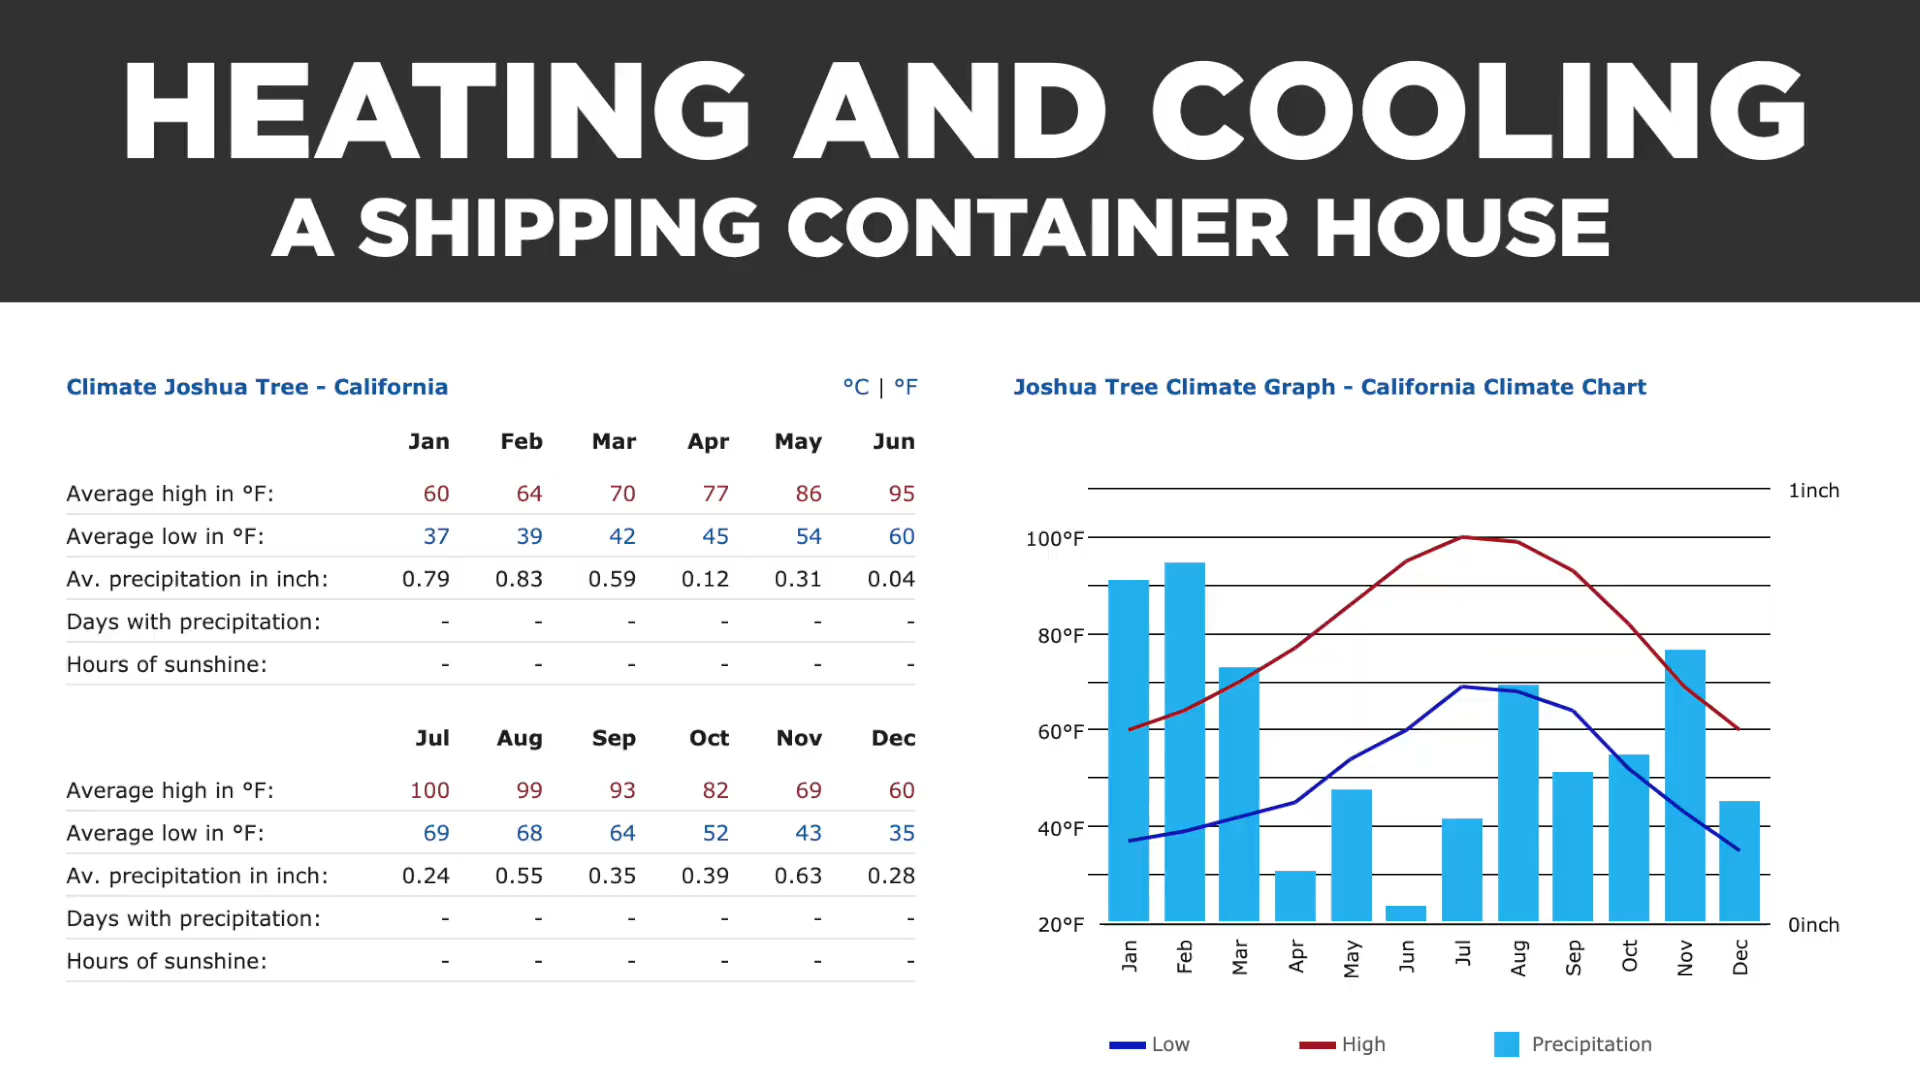 HEATING AND COOLING
A SHIPPING CONTAINER HOUSE
Climate Joshua Tree - California °C | °F
Jan Feb Mar Apr May Jun
Average high in °F: 60 64 70 77 86 95
Average low in °F: 37 39 42 45 54 60
Av. precipitation in inch: 0.79 0.83 0.59 0.12 0.31 0.04
Days with precipitation: - - - - - -
Hours of sunshine: - - - - - -
Jul Aug Sep Oct Nov Dec
Average high in °F: 100 99 93 82 69 60
Average low in °F: 69 68 64 52 43 35
Av. precipitation in inch: 0.24 0.55 0.35 0.39 0.63 0.28
Days with precipitation: - - - - - -
Hours of sunshine: - - - - - -
Joshua Tree Climate Graph - California Climate Chart
1inch
100°F
80°F
60°F
40°F
20°F 0inch
Jan Feb Mar Apr May Jun Jul Aug Sep Oct Nov Dec
Low High Precipitation